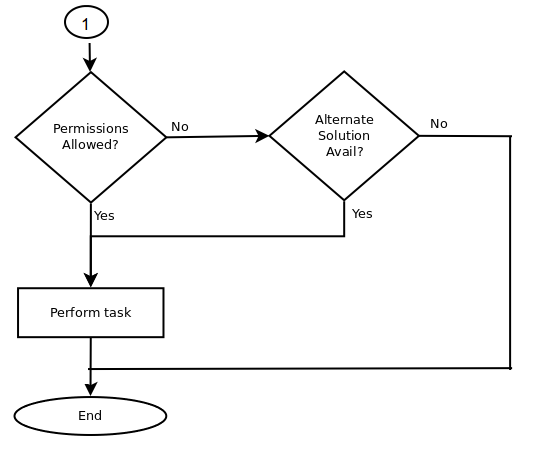 1
Permissions
Allowed?
No
Alternate
Solution
Avail?
No
Yes
Yes
Perform task
End